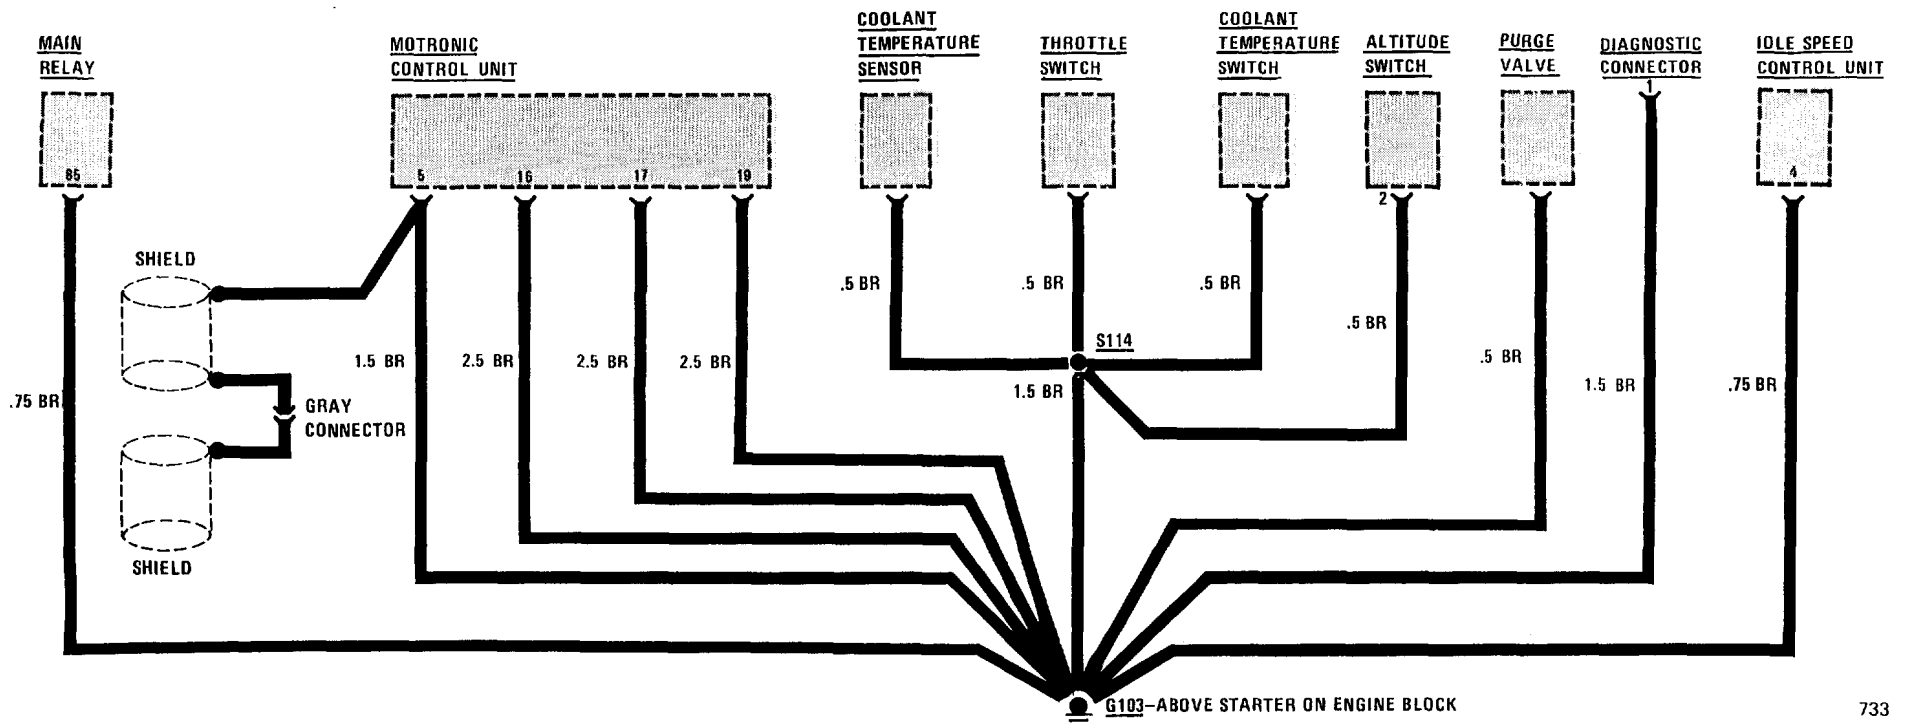 MAIN
RELAY
MOTRONIC
CONTROL UNIT
COOLANT
TEMPERATURE
SENSOR
THROTTLE
SWITCH
COOLANT
TEMPERATURE
SWITCH
ALTITUDE
SWITCH
PURGE
VALVE
DIAGNOSTIC
CONNECTOR
1
IDLE SPEED
CONTROL UNIT
85
5
16
17
19
2
4
SHIELD
.5 BR
.5 BR
.5 BR
.5 BR
S114
1.5 BR
2.5 BR
2.5 BR
2.5 BR
.5 BR
1.5 BR
.75 BR
1.5 BR
.75 BR
GRAY
CONNECTOR
SHIELD
G103-ABOVE STARTER ON ENGINE BLOCK
733